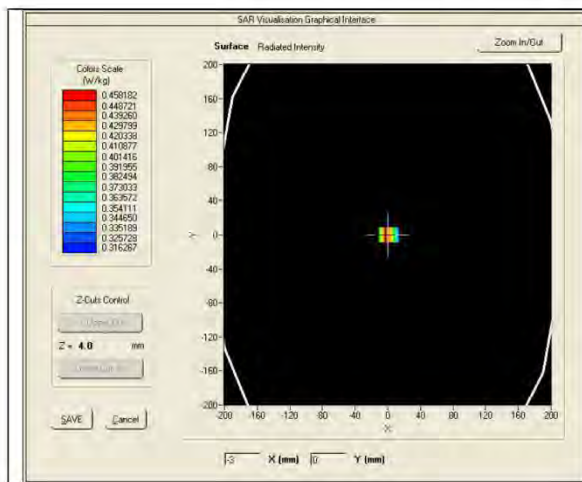 SAR Visualisation Graphical Interface
Surface Radiated Intensity
Zoom In/Out
Colors Scale
(W/kg)
0.458182
0.448721
0.439260
0.429799
0.420338
0.410877
0.401416
0.391955
0.382494
0.373033
0.363572
0.354111
0.344650
0.335189
0.325728
0.316267
200
160
120
80
40
0
-40
-80
-120
-160
-200
Y
-200 -160 -120 -80 -40 0 40 80 120 160 200
X
Z-Cuts Control
Z = 4.0 mm
SAVE Cancel
-3 X (mm) 0 Y (mm)